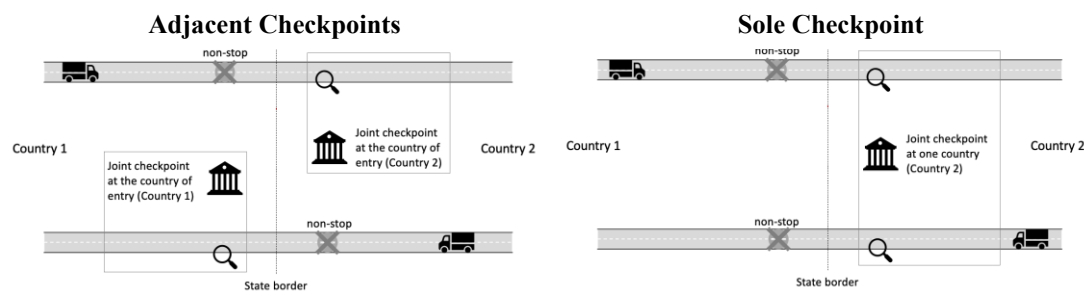 Adjacent Checkpoints
non-stop
Country 1
Joint checkpoint
at the country of
entry (Country 2)
Country 2
Joint checkpoint
at the country of
entry (Country 1)
non-stop
State border
Sole Checkpoint
non-stop
Country 1
Joint checkpoint
at one country
(Country 2)
Country 2
non-stop
State border